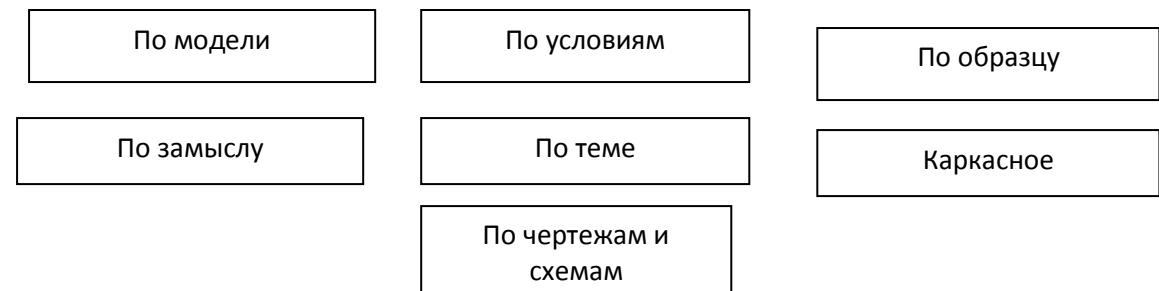 По модели
По условиям
По образцу
По замыслу
По теме
Каркасное
По чертежам и
схемам